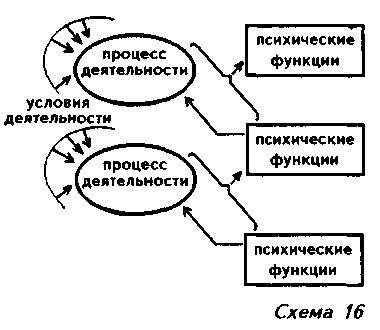 процесс
деятельности
психические
функции
условия
деятельности
психические
функции
процесс
деятельности
психические
функции
Схема 16